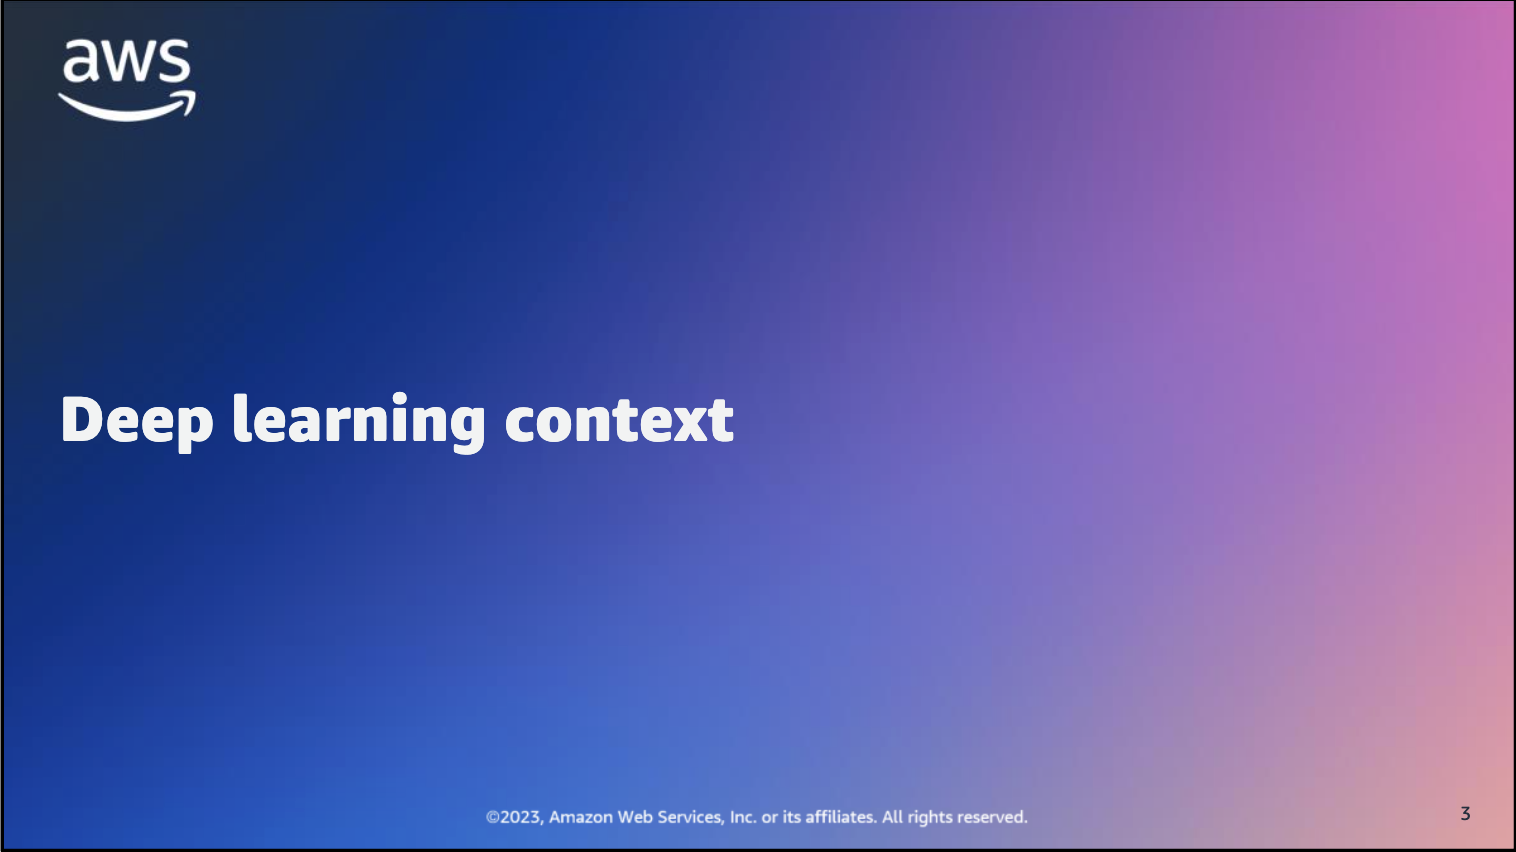 aws
Deep learning context
©2023, Amazon Web Services, Inc. or its affiliates. All rights reserved.
3